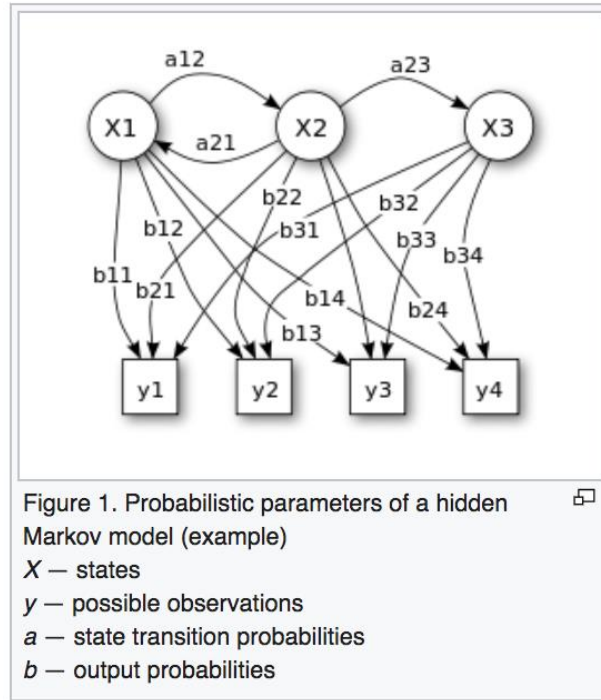 a12
a23
X1
X2
X3
a21
b22
b32
b12
b31
b33
b34
b11
b21
b14
b24
b13
y1
y2
y3
y4
Figure 1. Probabilistic parameters of a hidden
Markov model (example)
X — states
y — possible observations
a — state transition probabilities
b — output probabilities